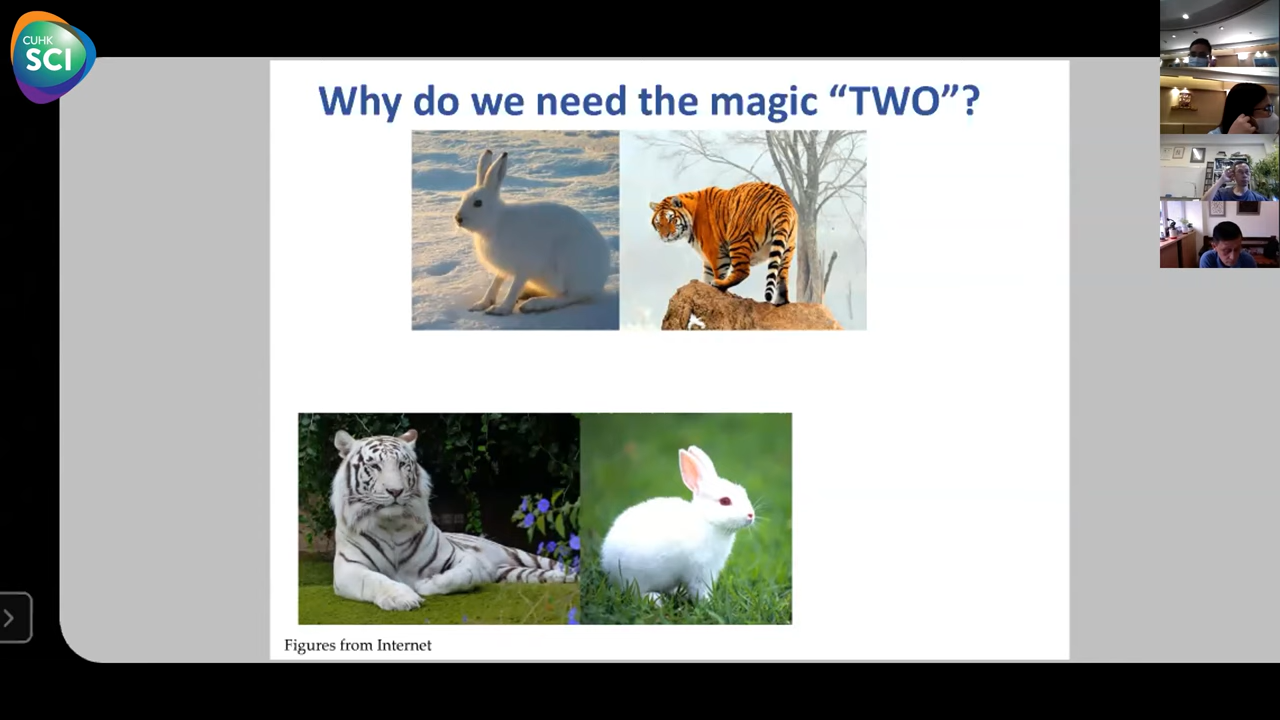 CUHK
SCI
Why do we need the magic “TWO”?
Figures from Internet